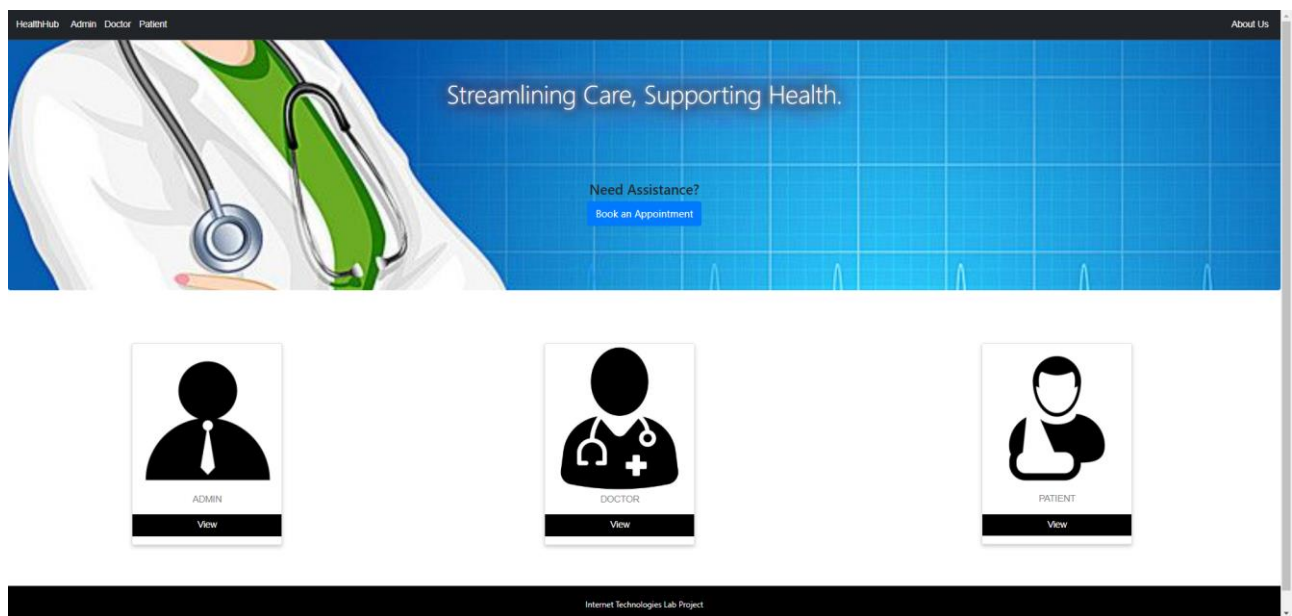 HealthHub Admin Doctor Patient About Us
Streamlining Care, Supporting Health.
Need Assistance?
Book an Appointment
ADMIN
View
DOCTOR
View
PATIENT
View
Internet Technologies Lab Project